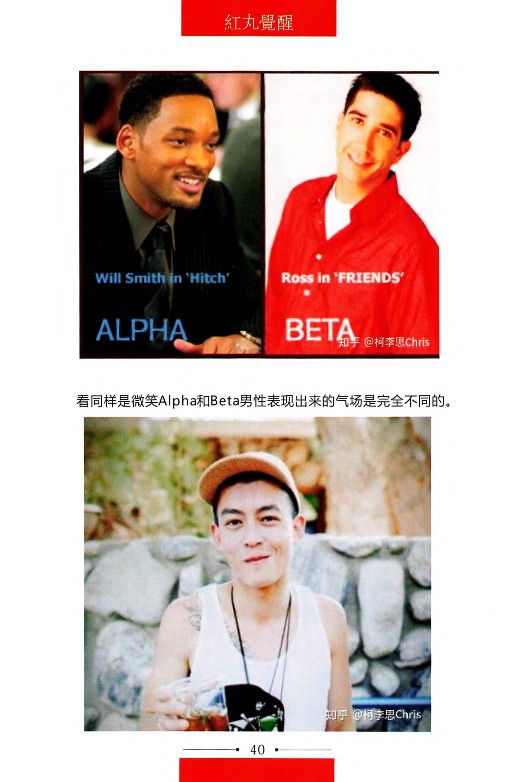 紅丸覺醒
Will Smith in ‘Hitch’
Ross in ‘FRIENDS’
ALPHA
BETA
知乎 @柯李思Chris
看同样是微笑Alpha和Beta男性表现出来的气场是完全不同的。
知乎 @柯李思Chris
40